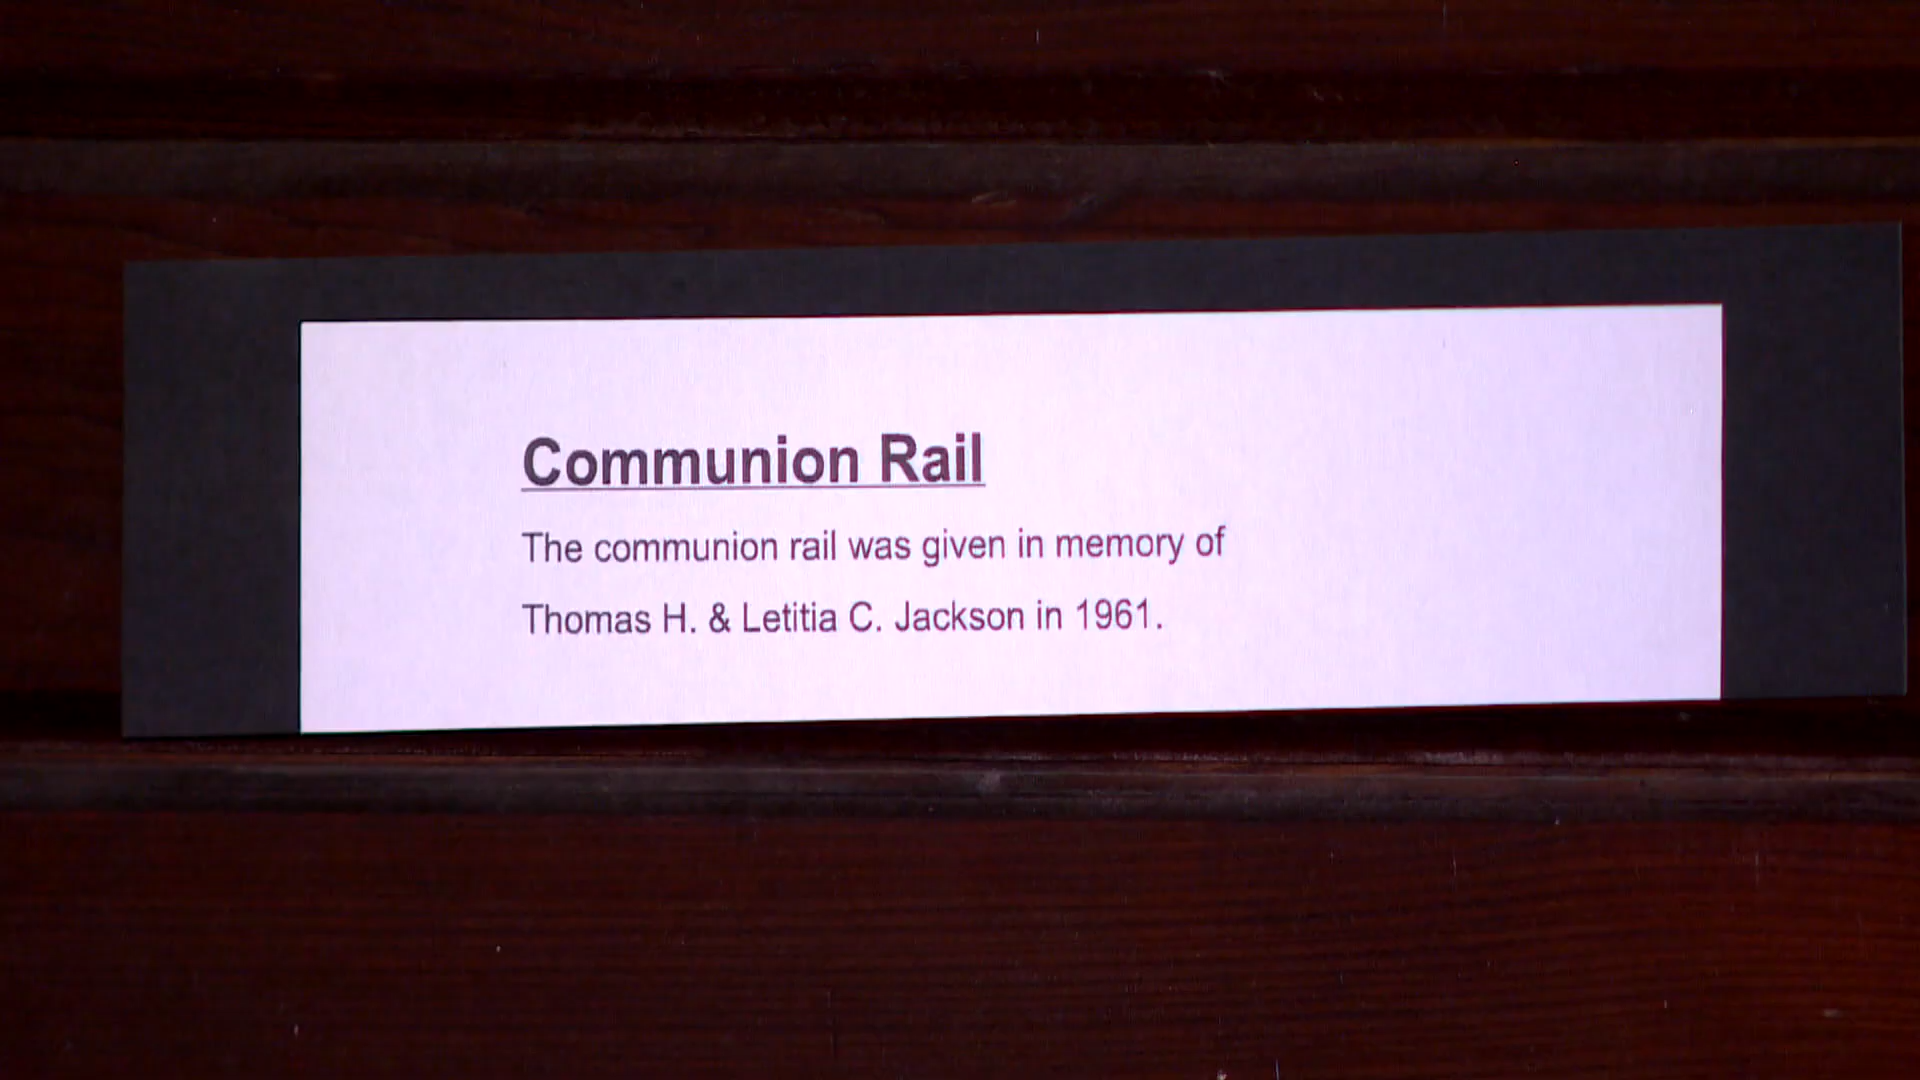 Communion Rail
The communion rail was given in memory of
Thomas H. & Letitia C. Jackson in 1961.